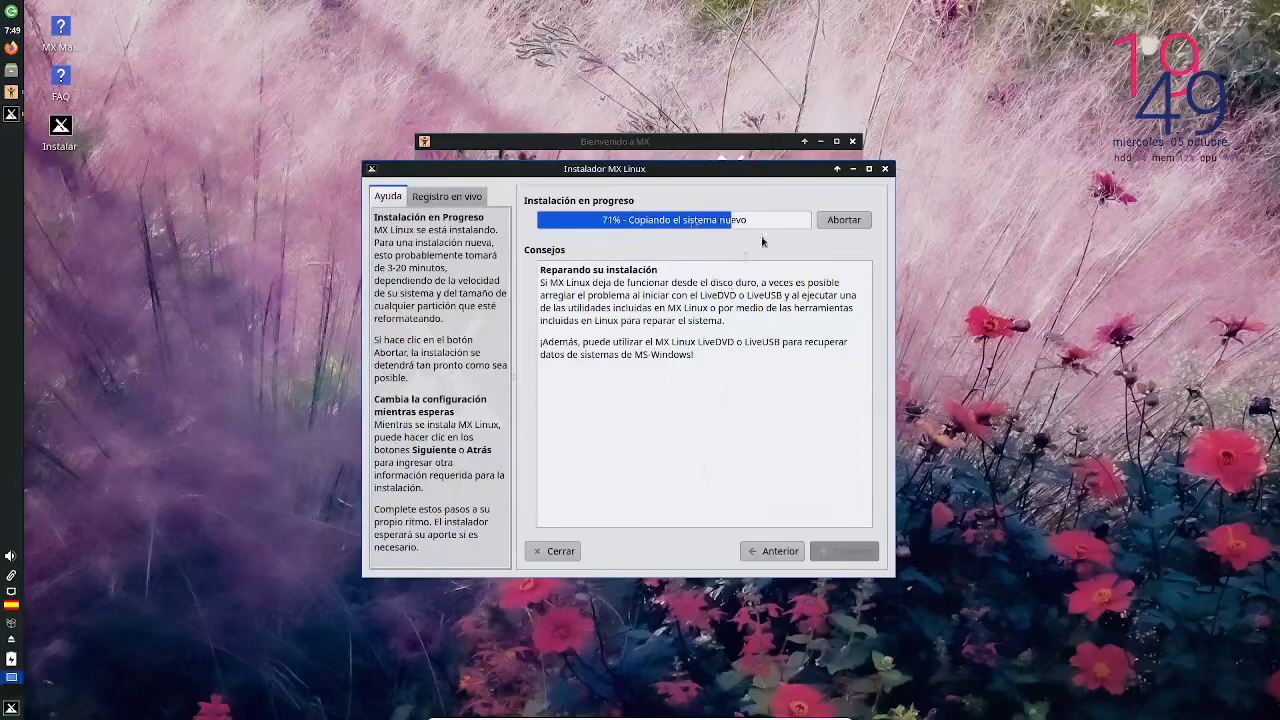 7:49
MX Ma...
FAQ
Instalar
19
49
miércoles 05 octubre
hdd mem cpu
Bienvenido a MX
Instalador MX Linux
Ayuda
Registro en vivo
Instalación en Progreso
MX Linux se está instalando.
Para una instalación nueva,
esto probablemente tomará
de 3-20 minutos,
dependiendo de la velocidad
de su sistema y del tamaño de
cualquier partición que esté
reformateando.
Si hace clic en el botón
Abortar, la instalación se
detendrá tan pronto como sea
posible.
Cambia la configuración
mientras esperas
Mientras se instala MX Linux,
puede hacer clic en los
botones Siguiente o Atrás
para ingresar otra
información requerida para la
instalación.
Complete estos pasos a su
propio ritmo. El instalador
esperará su aporte si es
necesario.
Instalación en progreso
71% - Copiando el sistema nuevo
Abortar
Consejos
Reparando su instalación
Si MX Linux deja de funcionar desde el disco duro, a veces es posible
arreglar el problema al iniciar con el LiveDVD o LiveUSB y al ejecutar una
de las utilidades incluidas en MX Linux o por medio de las herramientas
incluidas en Linux para reparar el sistema.
¡Además, puede utilizar el MX Linux LiveDVD o LiveUSB para recuperar
datos de sistemas de MS-Windows!
Cerrar
Anterior